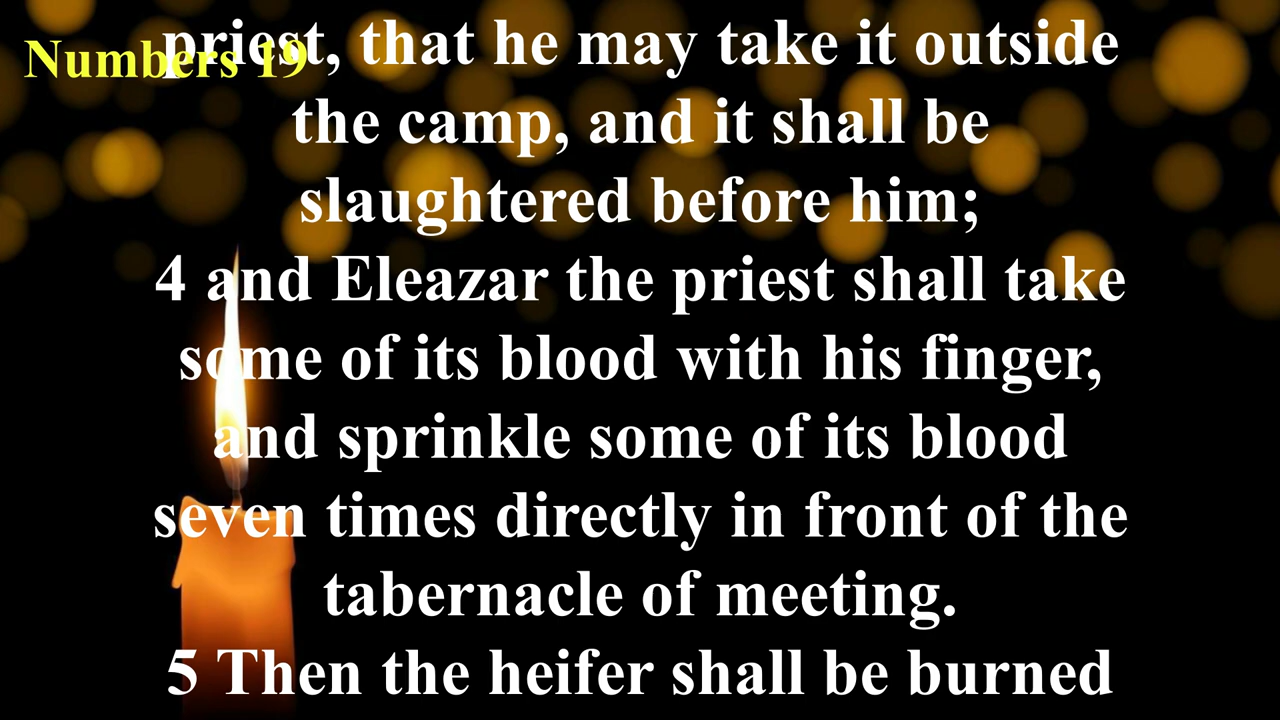 Numbers 19
priest, that he may take it outside
the camp, and it shall be
slaughtered before him;
4 and Eleazar the priest shall take
some of its blood with his finger,
and sprinkle some of its blood
seven times directly in front of the
tabernacle of meeting.
5 Then the heifer shall be burned